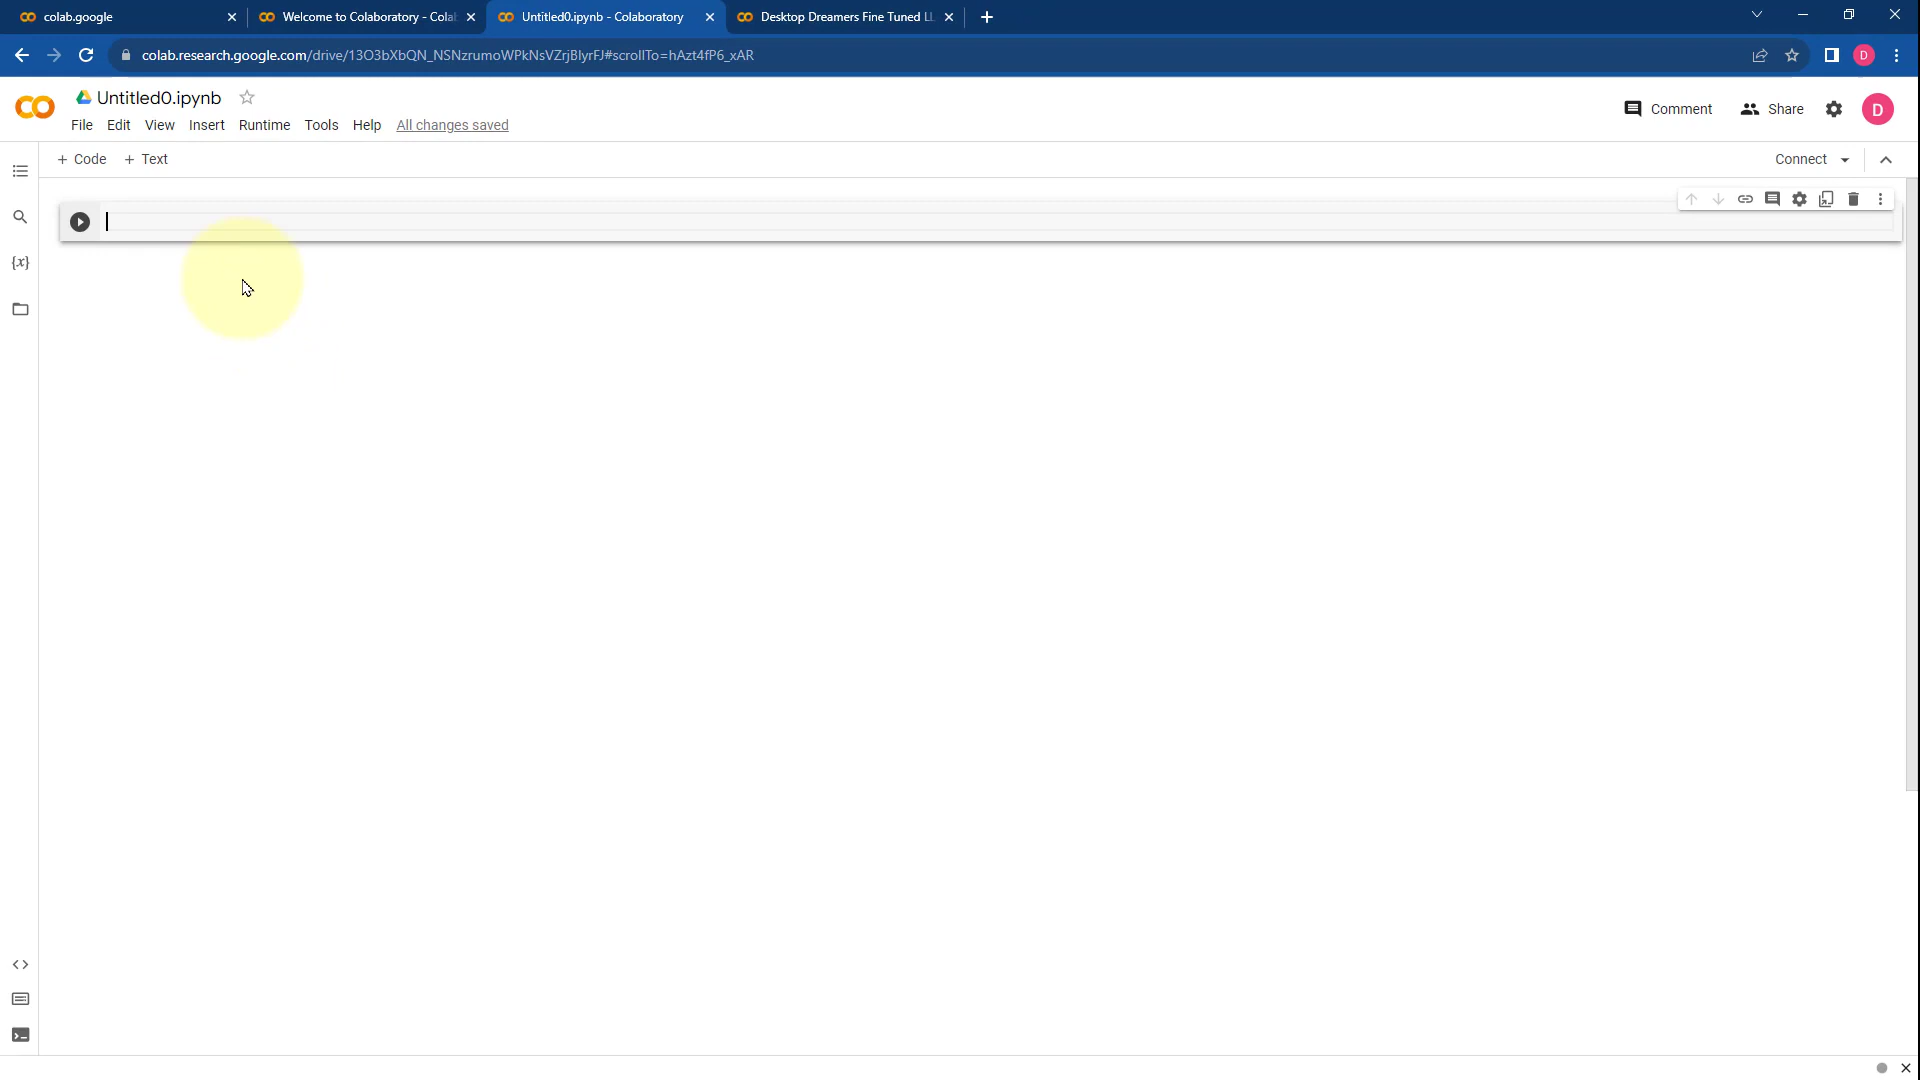 colab.google
Welcome to Colaboratory - Cola
Untitled0.ipynb - Colaboratory
Desktop Dreamers Fine Tuned LL
colab.research.google.com/drive/13O3bXbQN_NSNzrumoWPkNsVZrjBlyrFJ#scrollTo=hAzt4fP6_xAR
D
Untitled0.ipynb
File Edit View Insert Runtime Tools Help All changes saved
Comment Share D
+ Code + Text
Connect
{x}